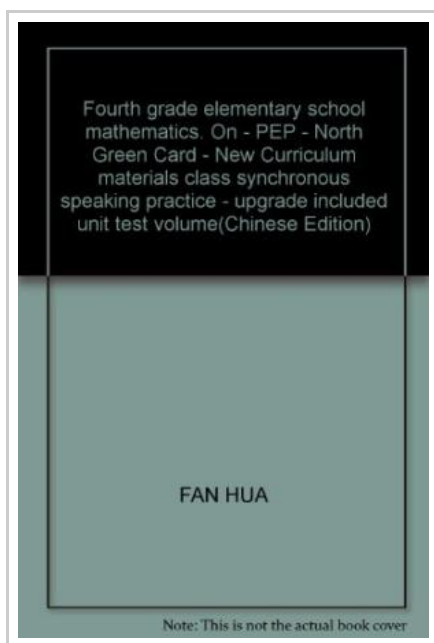 Fourth grade elementary school
mathematics. On - PEP - North
Green Card - New Curriculum
materials class synchronous
speaking practice - upgrade included
unit test volume(Chinese Edition)
FAN HUA
Note: This is not the actual book cover